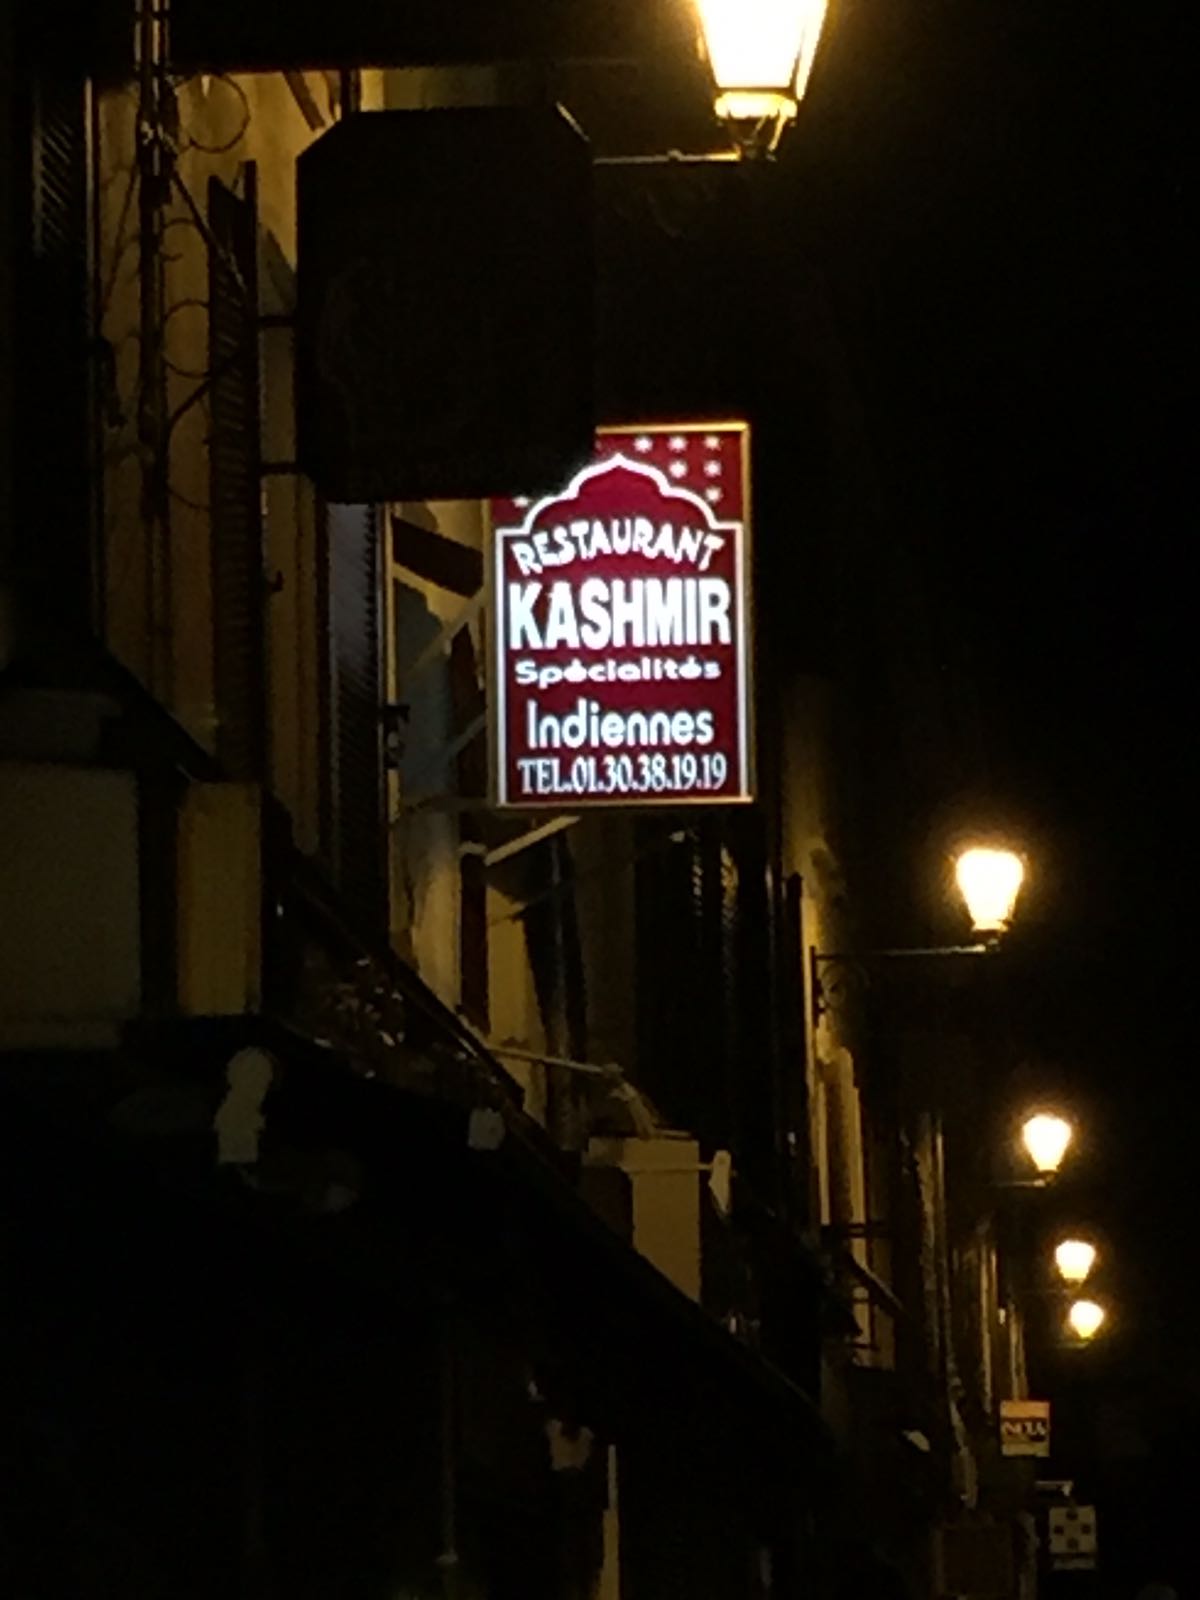 RESTAURANT
KASHMIR
Spécialités
Indiennes
TEL.01.30.38.19.19